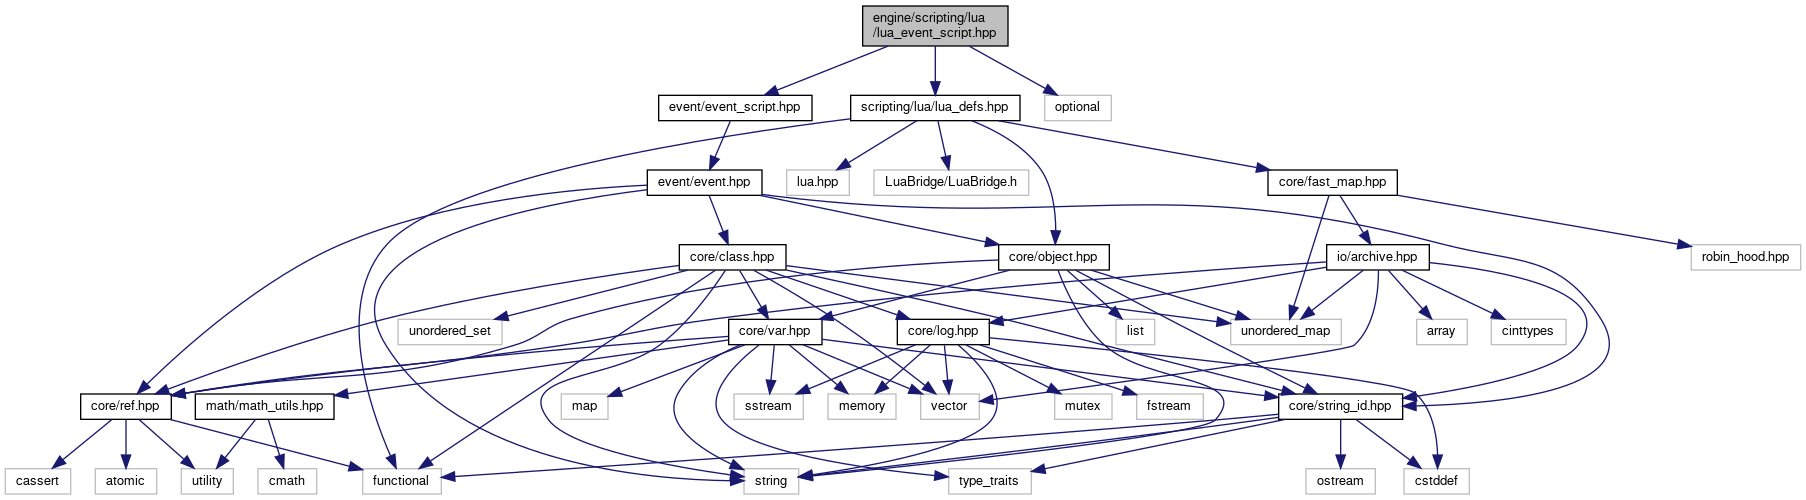 engine/scripting/lua
/lua_event_script.hpp
event/event_script.hpp
scripting/lua/lua_defs.hpp
optional
event/event.hpp
lua.hpp
LuaBridge/LuaBridge.h
core/fast_map.hpp
core/class.hpp
core/object.hpp
io/archive.hpp
robin_hood.hpp
unordered_set
core/var.hpp
core/log.hpp
list
unordered_map
array
cinttypes
core/ref.hpp
math/math_utils.hpp
map
sstream
memory
vector
mutex
fstream
core/string_id.hpp
cassert
atomic
utility
cmath
functional
string
type_traits
ostream
cstddef